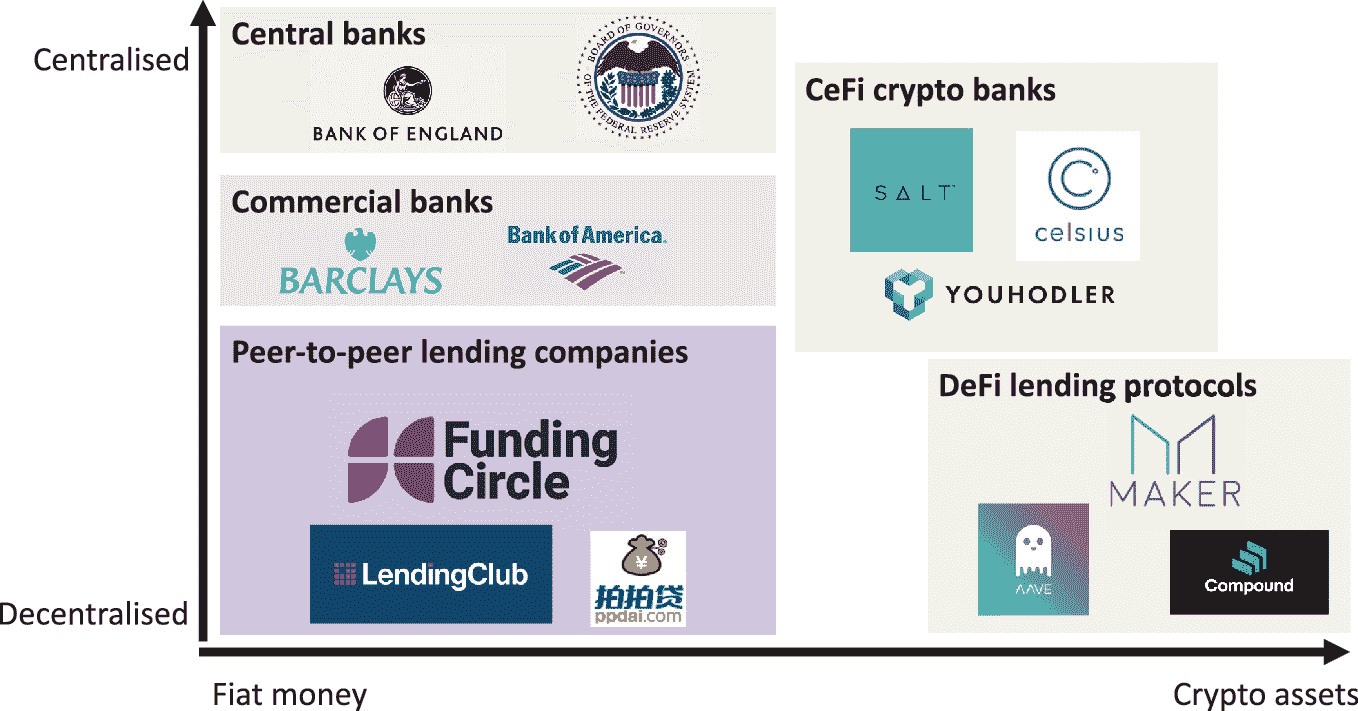 Centralised
Central banks
BANK OF ENGLAND
BOARD OF GOVERNORS
OF THE FEDERAL RESERVE SYSTEM
CeFi crypto banks
SALT
celsius
YOUHODLER
Commercial banks
BARCLAYS
Bank of America
Peer-to-peer lending companies
Funding
Circle
LendingClub
¥
拍拍贷
ppdai.com
DeFi lending protocols
MAKER
AAVE
Compound
Decentralised
Fiat money
Crypto assets